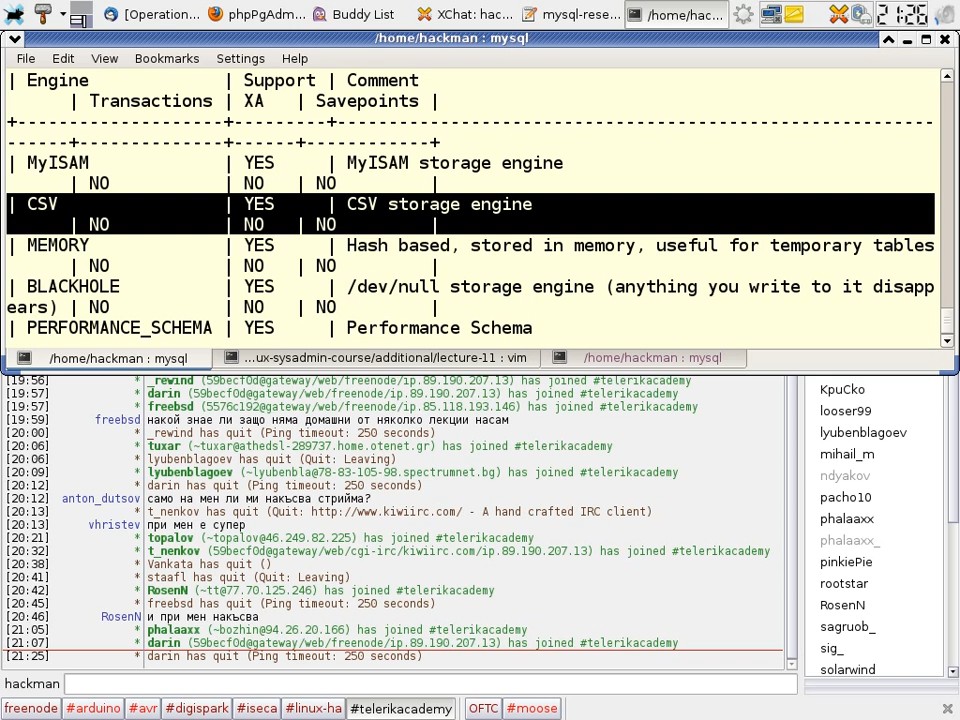 [Operation...
phpPgAdm...
Buddy List
XChat: hac...
mysql-rese...
/home/hac...
21:26
/home/hackman : mysql
File Edit View Bookmarks Settings Help
| Engine | Support | Comment
| Transactions | XA | Savepoints |
+--------------------+---------+----------------------------------------------------------
------+--------------+------+------------+
| MyISAM | YES | MyISAM storage engine
| NO | NO | NO |
| CSV | YES | CSV storage engine
| NO | NO | NO |
| MEMORY | YES | Hash based, stored in memory, useful for temporary tables
| NO | NO | NO |
| BLACKHOLE | YES | /dev/null storage engine (anything you write to it disapp
ears) | NO | NO | NO |
| PERFORMANCE_SCHEMA | YES | Performance Schema
/home/hackman : mysql
...ux-sysadmin-course/additional/lecture-11 : vim
/home/hackman : mysql
[19:56] * _rewind (59becf0d@gateway/web/freenode/ip.89.190.207.13) has joined #telerikacademy
[19:57] * darin (59becf0d@gateway/web/freenode/ip.89.190.207.13) has joined #telerikacademy
[19:57] * freebsd (5576c192@gateway/web/freenode/ip.85.118.193.146) has joined #telerikacademy
[19:59] freebsd накой знае ли защо няма домашни от няколко лекции насам
[20:00] * _rewind has quit (Ping timeout: 250 seconds)
[20:06] * tuxar (~tuxar@athedsl-289737.home.otenet.gr) has joined #telerikacademy
[20:06] * lyubenblagoev has quit (Quit: Leaving)
[20:09] * lyubenblagoev (~lyubenbla@78-83-105-98.spectrumnet.bg) has joined #telerikacademy
[20:12] * darin has quit (Ping timeout: 250 seconds)
[20:12] anton_dutsov само на мен ли ми накъсва стрийма?
[20:13] * t_nenkov has quit (Quit: http://www.kiwiirc.com/ - A hand crafted IRC client)
[20:13] vhristev при мен е супер
[20:21] * topalov (~topalov@46.249.82.225) has joined #telerikacademy
[20:32] * t_nenkov (59becf0d@gateway/web/cgi-irc/kiwiirc.com/ip.89.190.207.13) has joined #telerikacademy
[20:38] * Vankata has quit ()
[20:41] * staafl has quit (Quit: Leaving)
[20:42] * RosenN (~tt@77.70.125.246) has joined #telerikacademy
[20:45] * freebsd has quit (Ping timeout: 250 seconds)
[20:46] RosenN и при мен накъсва
[21:05] * phalaaxx (~bozhin@94.26.20.166) has joined #telerikacademy
[21:07] * darin (59becf0d@gateway/web/freenode/ip.89.190.207.13) has joined #telerikacademy
[21:25] * darin has quit (Ping timeout: 250 seconds)
KpuCko
looser99
lyubenblagoev
mihail_m
ndyakov
pacho10
phalaaxx
phalaaxx_
pinkiePie
rootstar
RosenN
sagruob_
sig_
solarwind
hackman
freenode #arduino #avr #digispark #iseca #linux-ha #telerikacademy OFTC #moose